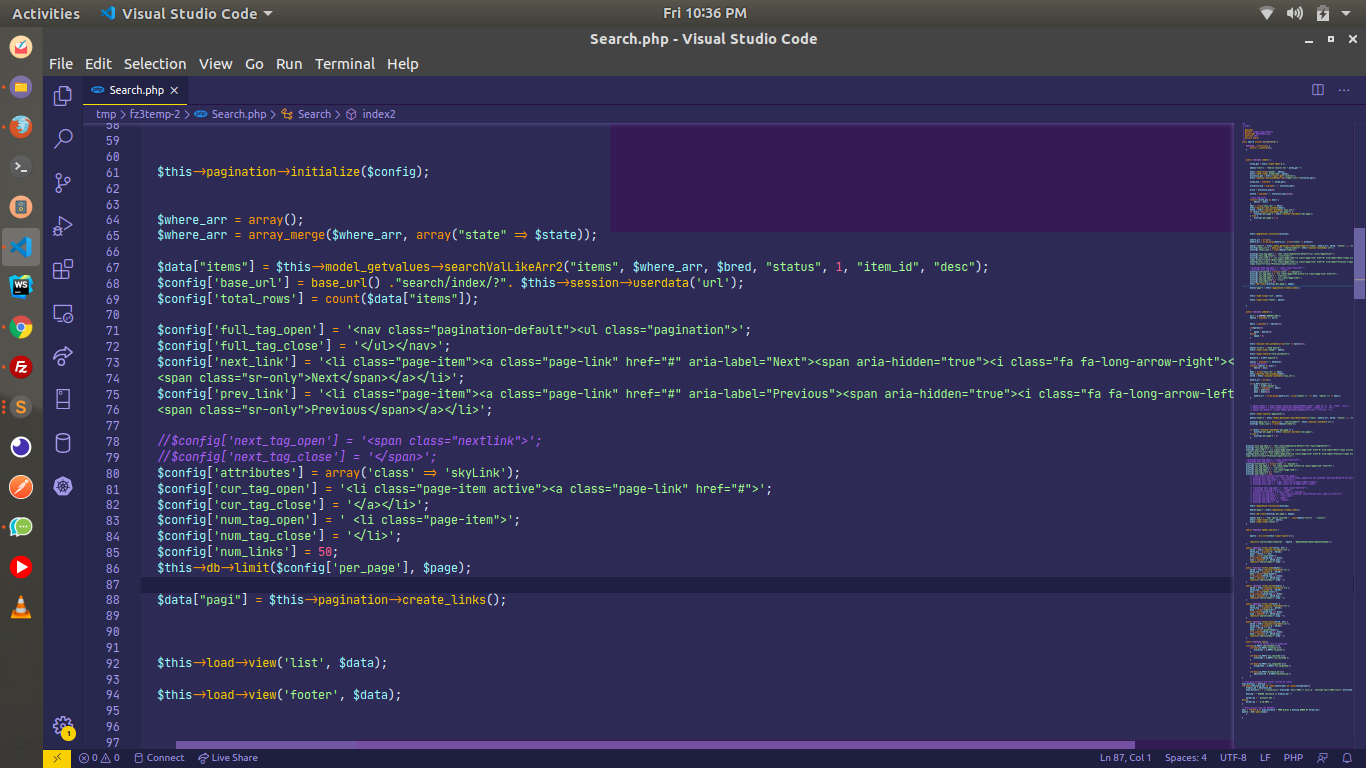 Activities
Visual Studio Code
Fri 10:36 PM
Search.php - Visual Studio Code
File Edit Selection View Go Run Terminal Help
Search.php
tmp > fz3temp-2 > Search.php > Search > index2
58
59
60
61 $this->pagination->initialize($config);
62
63
64 $where_arr = array();
65 $where_arr = array_merge($where_arr, array("state" => $state));
66
67 $data["items"] = $this->model_getvalues->searchValLikeArr2("items", $where_arr, $bred, "status", 1, "item_id", "desc");
68 $config['base_url'] = base_url() ."search/index/?". $this->session->userdata('url');
69 $config['total_rows'] = count($data["items"]);
70
71 $config['full_tag_open'] = '<nav class="pagination-default"><ul class="pagination">';
72 $config['full_tag_close'] = '</ul></nav>';
73 $config['next_link'] = '<li class="page-item"><a class="page-link" href="#" aria-label="Next"><span aria-hidden="true"><i class="fa fa-long-arrow-right"><
74 <span class="sr-only">Next</span></a></li>';
75 $config['prev_link'] = '<li class="page-item"><a class="page-link" href="#" aria-label="Previous"><span aria-hidden="true"><i class="fa fa-long-arrow-left
76 <span class="sr-only">Previous</span></a></li>';
77
78 //$config['next_tag_open'] = '<span class="nextlink">';
79 //$config['next_tag_close'] = '</span>';
80 $config['attributes'] = array('class' => 'skyLink');
81 $config['cur_tag_open'] = '<li class="page-item active"><a class="page-link" href="#">';
82 $config['cur_tag_close'] = '</a></li>';
83 $config['num_tag_open'] = ' <li class="page-item">';
84 $config['num_tag_close'] = '</li>';
85 $config['num_links'] = 50;
86 $this->db->limit($config['per_page'], $page);
87
88 $data["pagi"] = $this->pagination->create_links();
89
90
91
92 $this->load->view('list', $data);
93
94 $this->load->view('footer', $data);
95
96
97
WS
Fz
S
1
0 0 Connect Live Share
Ln 87, Col 1 Spaces: 4 UTF-8 LF PHP